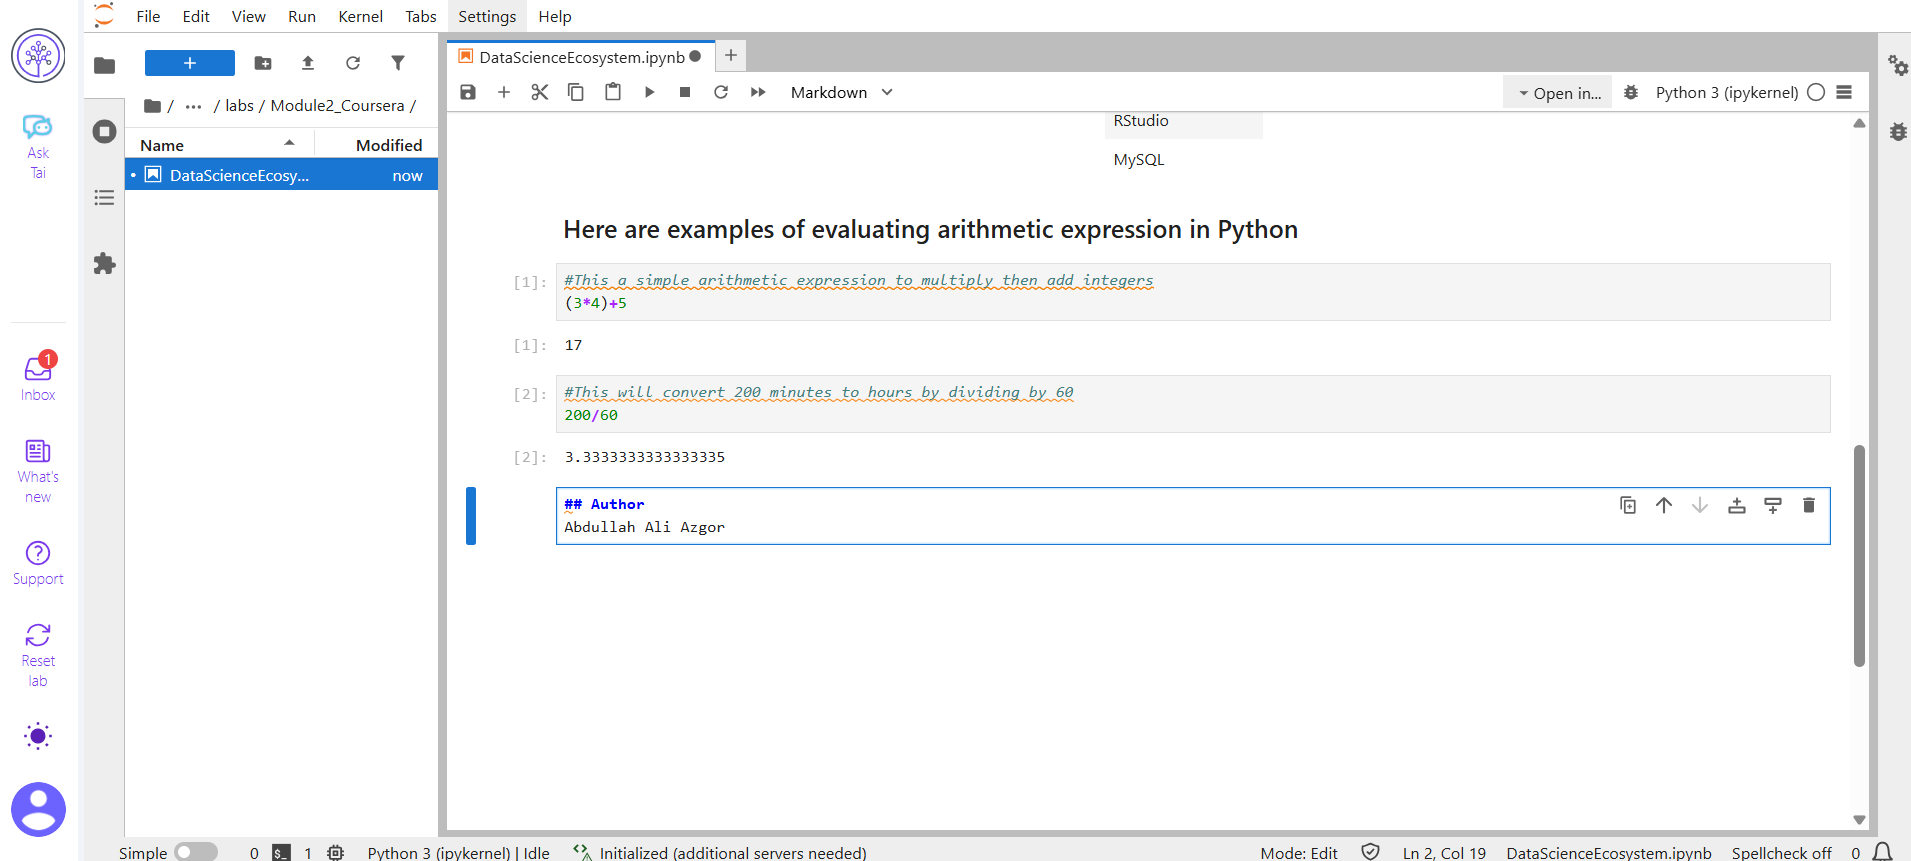 File Edit View Run Kernel Tabs Settings Help
Ask
Tai
1
Inbox
What's
new
Support
Reset
lab
/ ... / labs / Module2_Coursera /
Name Modified
DataScienceEcosy... now
DataScienceEcosystem.ipynb
Markdown
Open in...
Python 3 (ipykernel)
RStudio
MySQL
Here are examples of evaluating arithmetic expression in Python
[1]: #This a simple arithmetic expression to multiply then add integers
(3*4)+5
[1]: 17
[2]: #This will convert 200 minutes to hours by dividing by 60
200/60
[2]: 3.3333333333333335
## Author
Abdullah Ali Azgor
Simple 0 $_ 1 Python 3 (ipykernel) | Idle Initialized (additional servers needed) Mode: Edit Ln 2, Col 19 DataScienceEcosystem.ipynb Spellcheck off 0